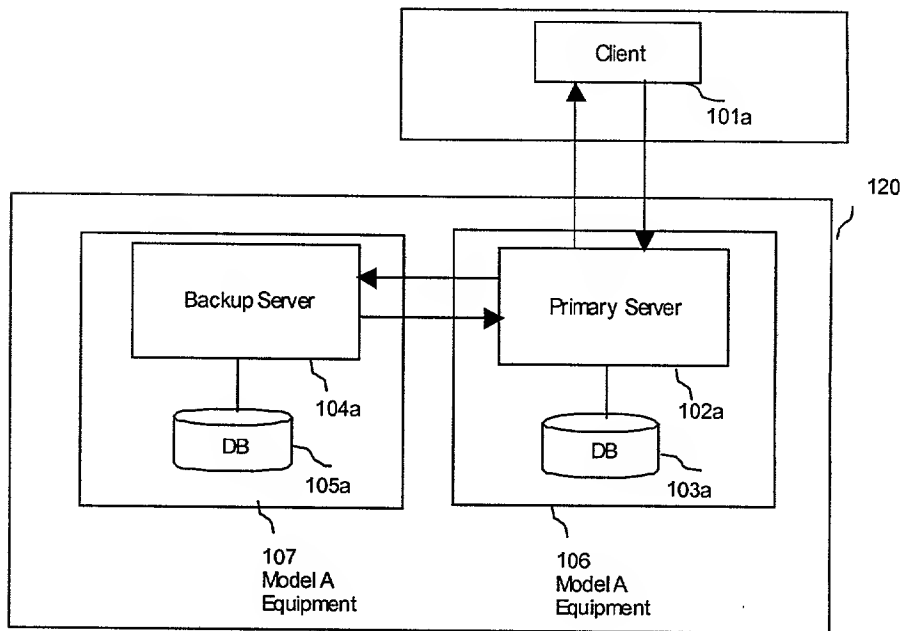 Client
101a
120
Backup Server
Primary Server
104a
102a
DB
DB
105a
103a
107
Model A
Equipment
106
Model A
Equipment